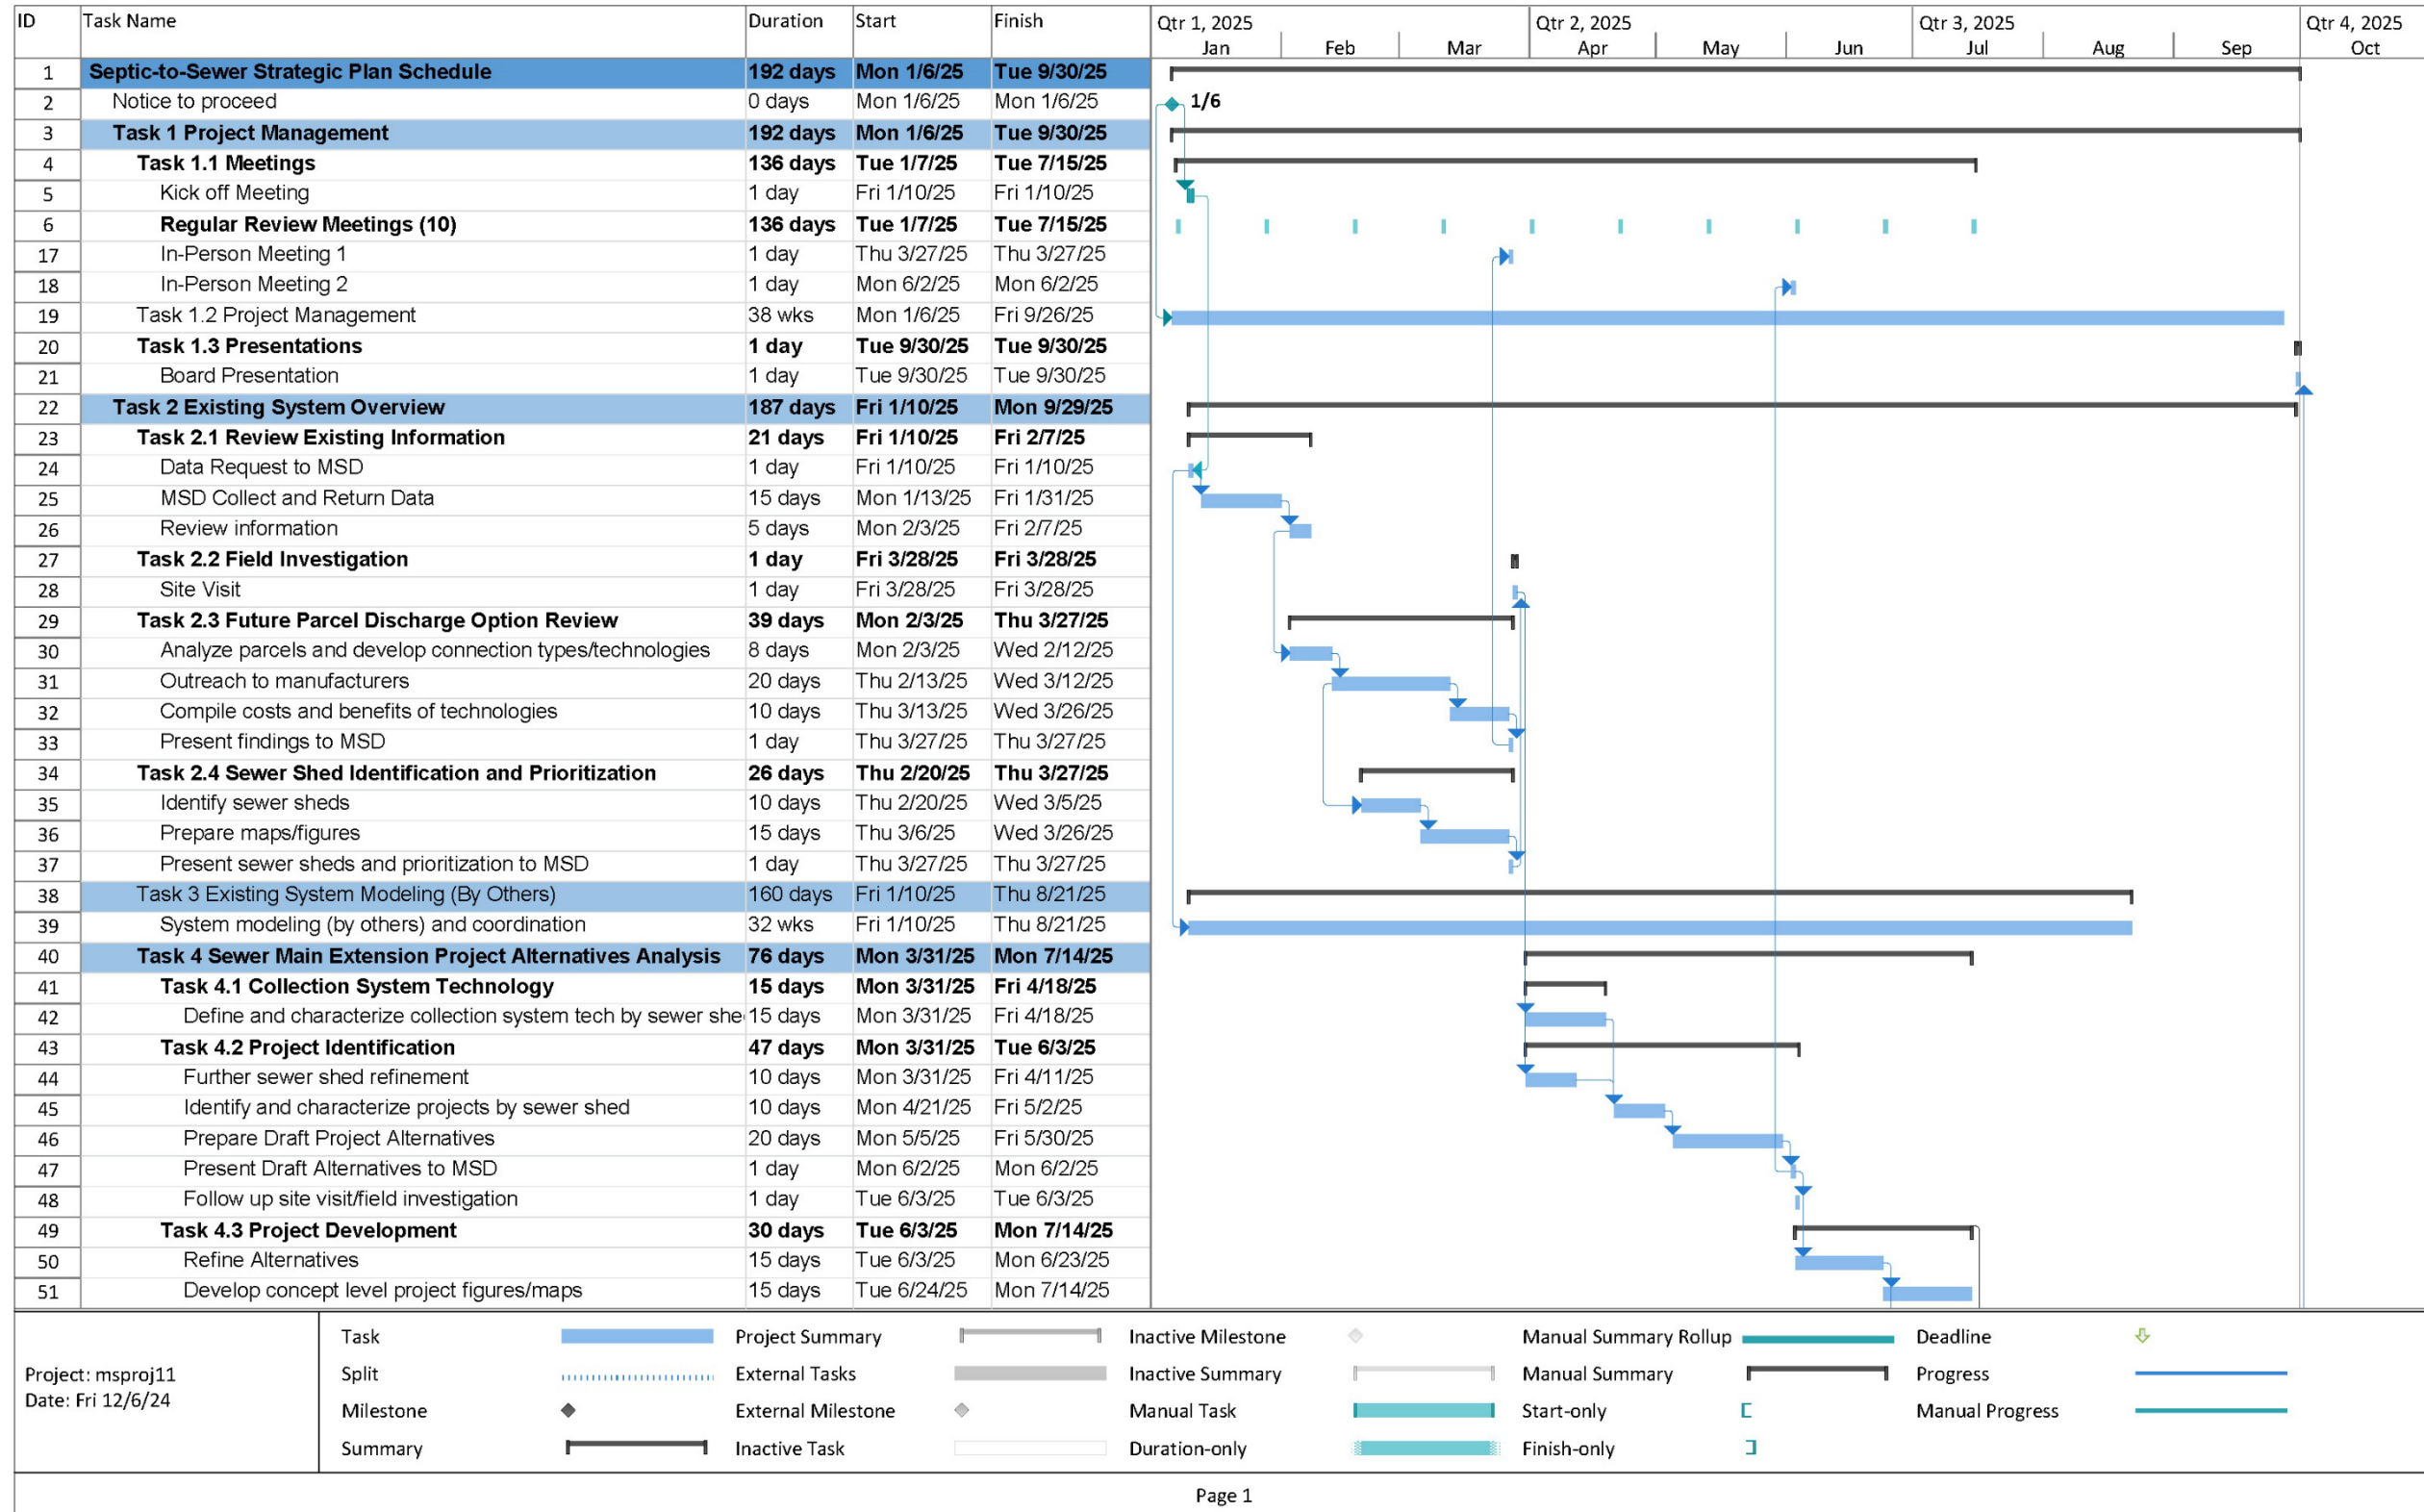 ID Task Name Duration Start Finish Qtr 1, 2025 Qtr 2, 2025 Qtr 3, 2025 Qtr 4, 2025
Jan Feb Mar Apr May Jun Jul Aug Sep Oct
1 Septic-to-Sewer Strategic Plan Schedule 192 days Mon 1/6/25 Tue 9/30/25
2 Notice to proceed 0 days Mon 1/6/25 Mon 1/6/25 1/6
3 Task 1 Project Management 192 days Mon 1/6/25 Tue 9/30/25
4 Task 1.1 Meetings 136 days Tue 1/7/25 Tue 7/15/25
5 Kick off Meeting 1 day Fri 1/10/25 Fri 1/10/25
6 Regular Review Meetings (10) 136 days Tue 1/7/25 Tue 7/15/25
17 In-Person Meeting 1 1 day Thu 3/27/25 Thu 3/27/25
18 In-Person Meeting 2 1 day Mon 6/2/25 Mon 6/2/25
19 Task 1.2 Project Management 38 wks Mon 1/6/25 Fri 9/26/25
20 Task 1.3 Presentations 1 day Tue 9/30/25 Tue 9/30/25
21 Board Presentation 1 day Tue 9/30/25 Tue 9/30/25
22 Task 2 Existing System Overview 187 days Fri 1/10/25 Mon 9/29/25
23 Task 2.1 Review Existing Information 21 days Fri 1/10/25 Fri 2/7/25
24 Data Request to MSD 1 day Fri 1/10/25 Fri 1/10/25
25 MSD Collect and Return Data 15 days Mon 1/13/25 Fri 1/31/25
26 Review information 5 days Mon 2/3/25 Fri 2/7/25
27 Task 2.2 Field Investigation 1 day Fri 3/28/25 Fri 3/28/25
28 Site Visit 1 day Fri 3/28/25 Fri 3/28/25
29 Task 2.3 Future Parcel Discharge Option Review 39 days Mon 2/3/25 Thu 3/27/25
30 Analyze parcels and develop connection types/technologies 8 days Mon 2/3/25 Wed 2/12/25
31 Outreach to manufacturers 20 days Thu 2/13/25 Wed 3/12/25
32 Compile costs and benefits of technologies 10 days Thu 3/13/25 Wed 3/26/25
33 Present findings to MSD 1 day Thu 3/27/25 Thu 3/27/25
34 Task 2.4 Sewer Shed Identification and Prioritization 26 days Thu 2/20/25 Thu 3/27/25
35 Identify sewer sheds 10 days Thu 2/20/25 Wed 3/5/25
36 Prepare maps/figures 15 days Thu 3/6/25 Wed 3/26/25
37 Present sewer sheds and prioritization to MSD 1 day Thu 3/27/25 Thu 3/27/25
38 Task 3 Existing System Modeling (By Others) 160 days Fri 1/10/25 Thu 8/21/25
39 System modeling (by others) and coordination 32 wks Fri 1/10/25 Thu 8/21/25
40 Task 4 Sewer Main Extension Project Alternatives Analysis 76 days Mon 3/31/25 Mon 7/14/25
41 Task 4.1 Collection System Technology 15 days Mon 3/31/25 Fri 4/18/25
42 Define and characterize collection system tech by sewer she 15 days Mon 3/31/25 Fri 4/18/25
43 Task 4.2 Project Identification 47 days Mon 3/31/25 Tue 6/3/25
44 Further sewer shed refinement 10 days Mon 3/31/25 Fri 4/11/25
45 Identify and characterize projects by sewer shed 10 days Mon 4/21/25 Fri 5/2/25
46 Prepare Draft Project Alternatives 20 days Mon 5/5/25 Fri 5/30/25
47 Present Draft Alternatives to MSD 1 day Mon 6/2/25 Mon 6/2/25
48 Follow up site visit/field investigation 1 day Tue 6/3/25 Tue 6/3/25
49 Task 4.3 Project Development 30 days Tue 6/3/25 Mon 7/14/25
50 Refine Alternatives 15 days Tue 6/3/25 Mon 6/23/25
51 Develop concept level project figures/maps 15 days Tue 6/24/25 Mon 7/14/25
Project: msproj11
Date: Fri 12/6/24
Task Project Summary Inactive Milestone Manual Summary Rollup Deadline
Split External Tasks Inactive Summary Manual Summary Progress
Milestone External Milestone Manual Task Start-only Manual Progress
Summary Inactive Task Duration-only Finish-only
Page 1